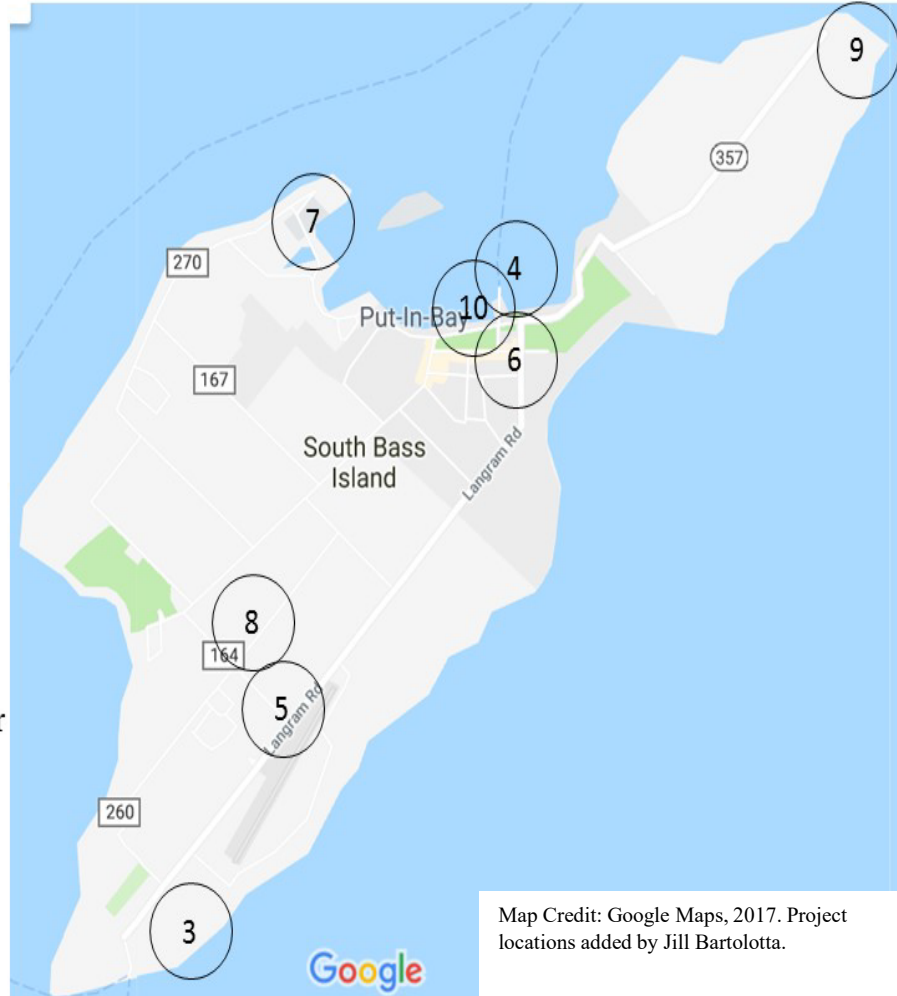 9
357
7
270
4
10
Put-In-Bay
6
167
South Bass
Island
Langram Rd
8
164
5
r
Langram Rd
260
3
Google
Map Credit: Google Maps, 2017. Project
locations added by Jill Bartolotta.